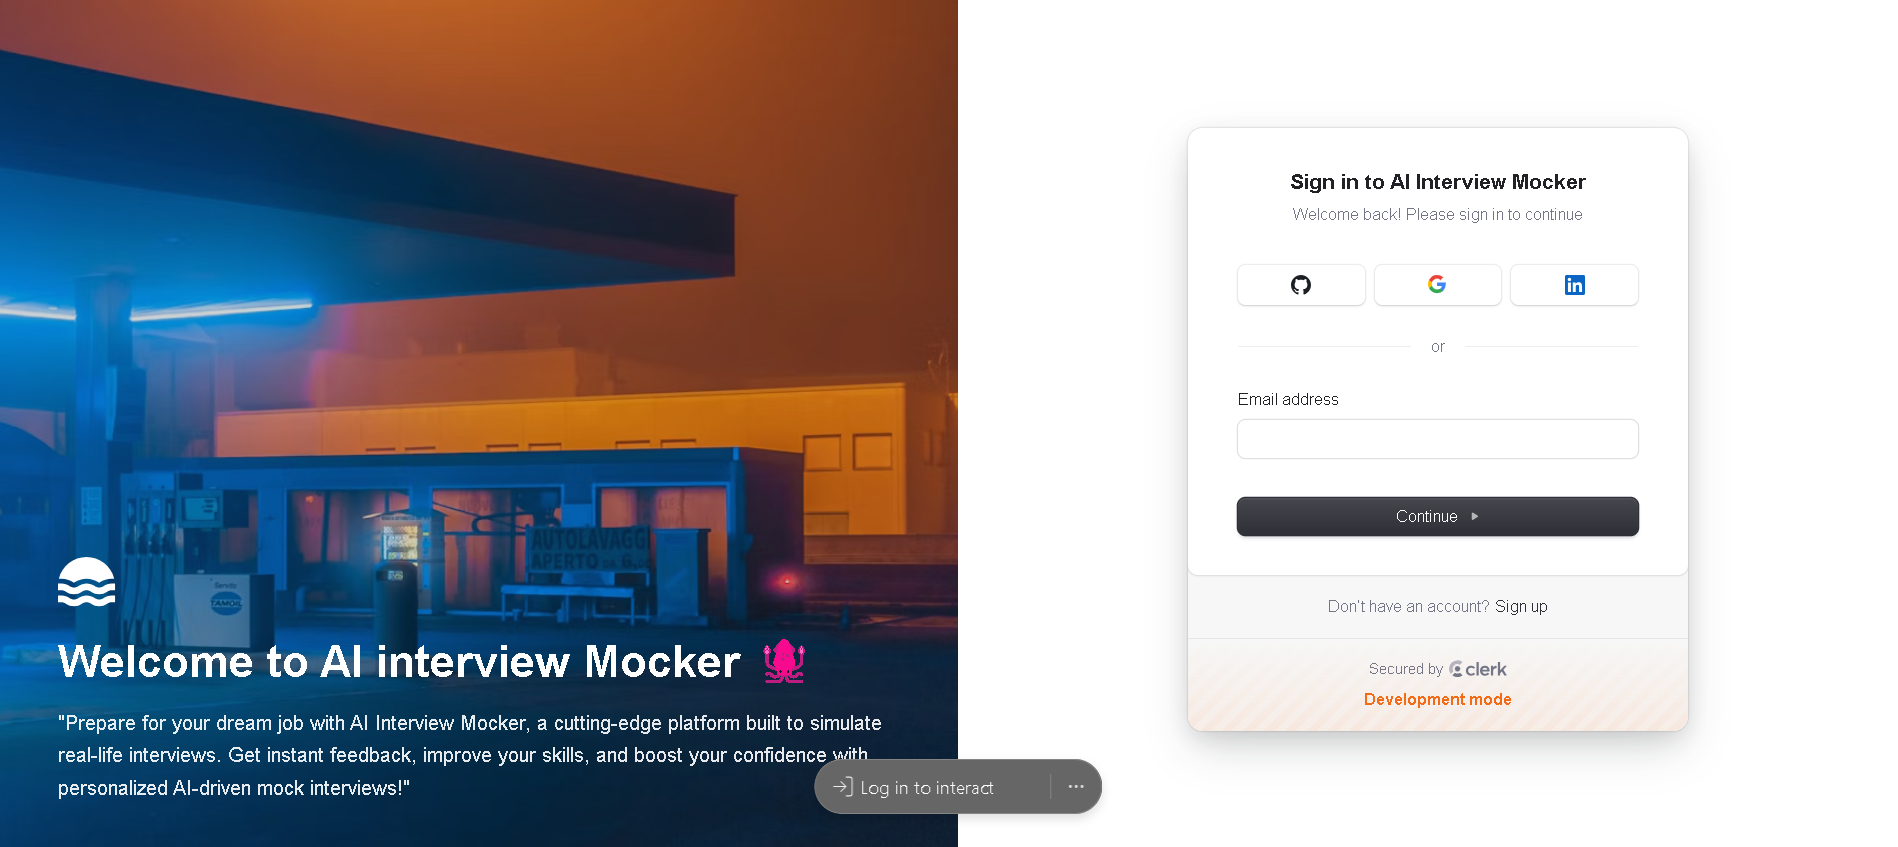 Sendo
TAMOIL
AUTOLAVAGGI
APERTO
Welcome to AI interview Mocker
"Prepare for your dream job with AI Interview Mocker, a cutting-edge platform built to simulate
real-life interviews. Get instant feedback, improve your skills, and boost your confidence with
personalized AI-driven mock interviews!"
Log in to interact
Sign in to AI Interview Mocker
Welcome back! Please sign in to continue
or
Email address
Continue
Don't have an account? Sign up
Secured by clerk
Development mode